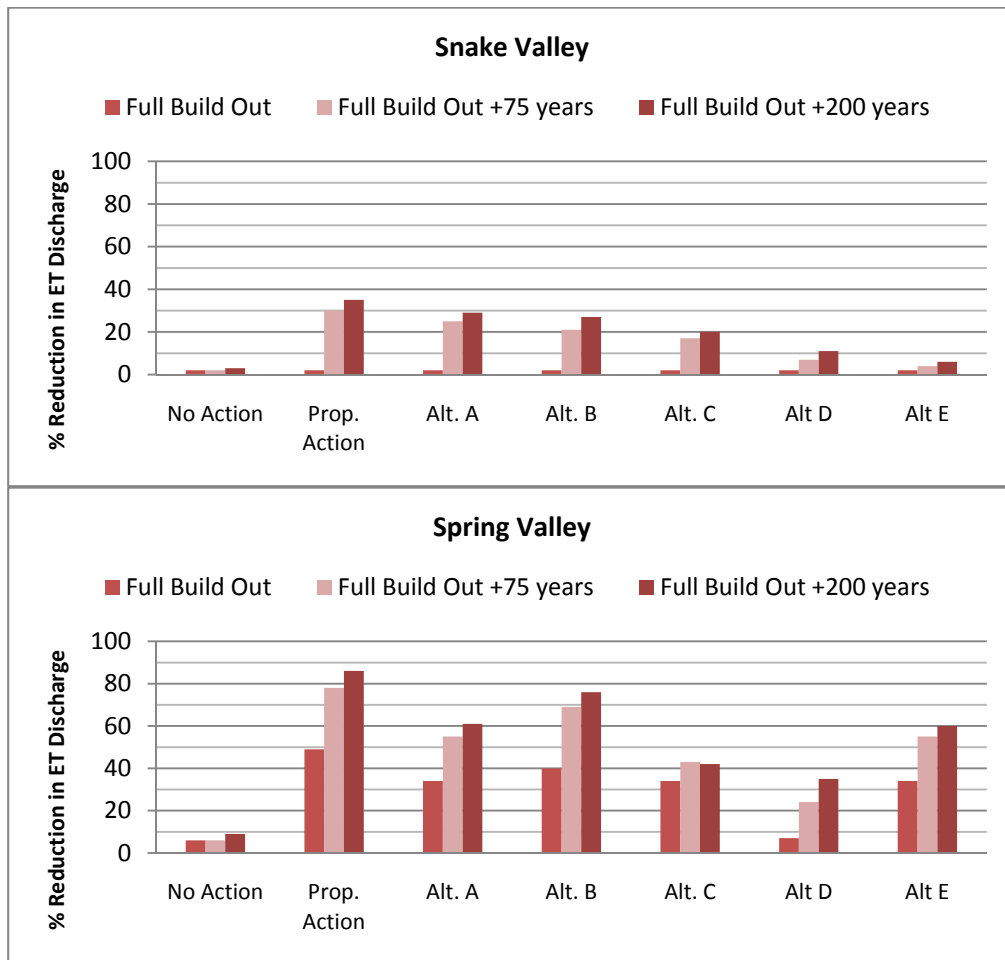 Snake Valley
Full Build Out Full Build Out +75 years Full Build Out +200 years
% Reduction in ET Discharge
100
80
60
40
20
0
No Action Prop. Action Alt. A Alt. B Alt. C Alt D Alt E
Spring Valley
Full Build Out Full Build Out +75 years Full Build Out +200 years
% Reduction in ET Discharge
100
80
60
40
20
0
No Action Prop. Action Alt. A Alt. B Alt. C Alt D Alt E